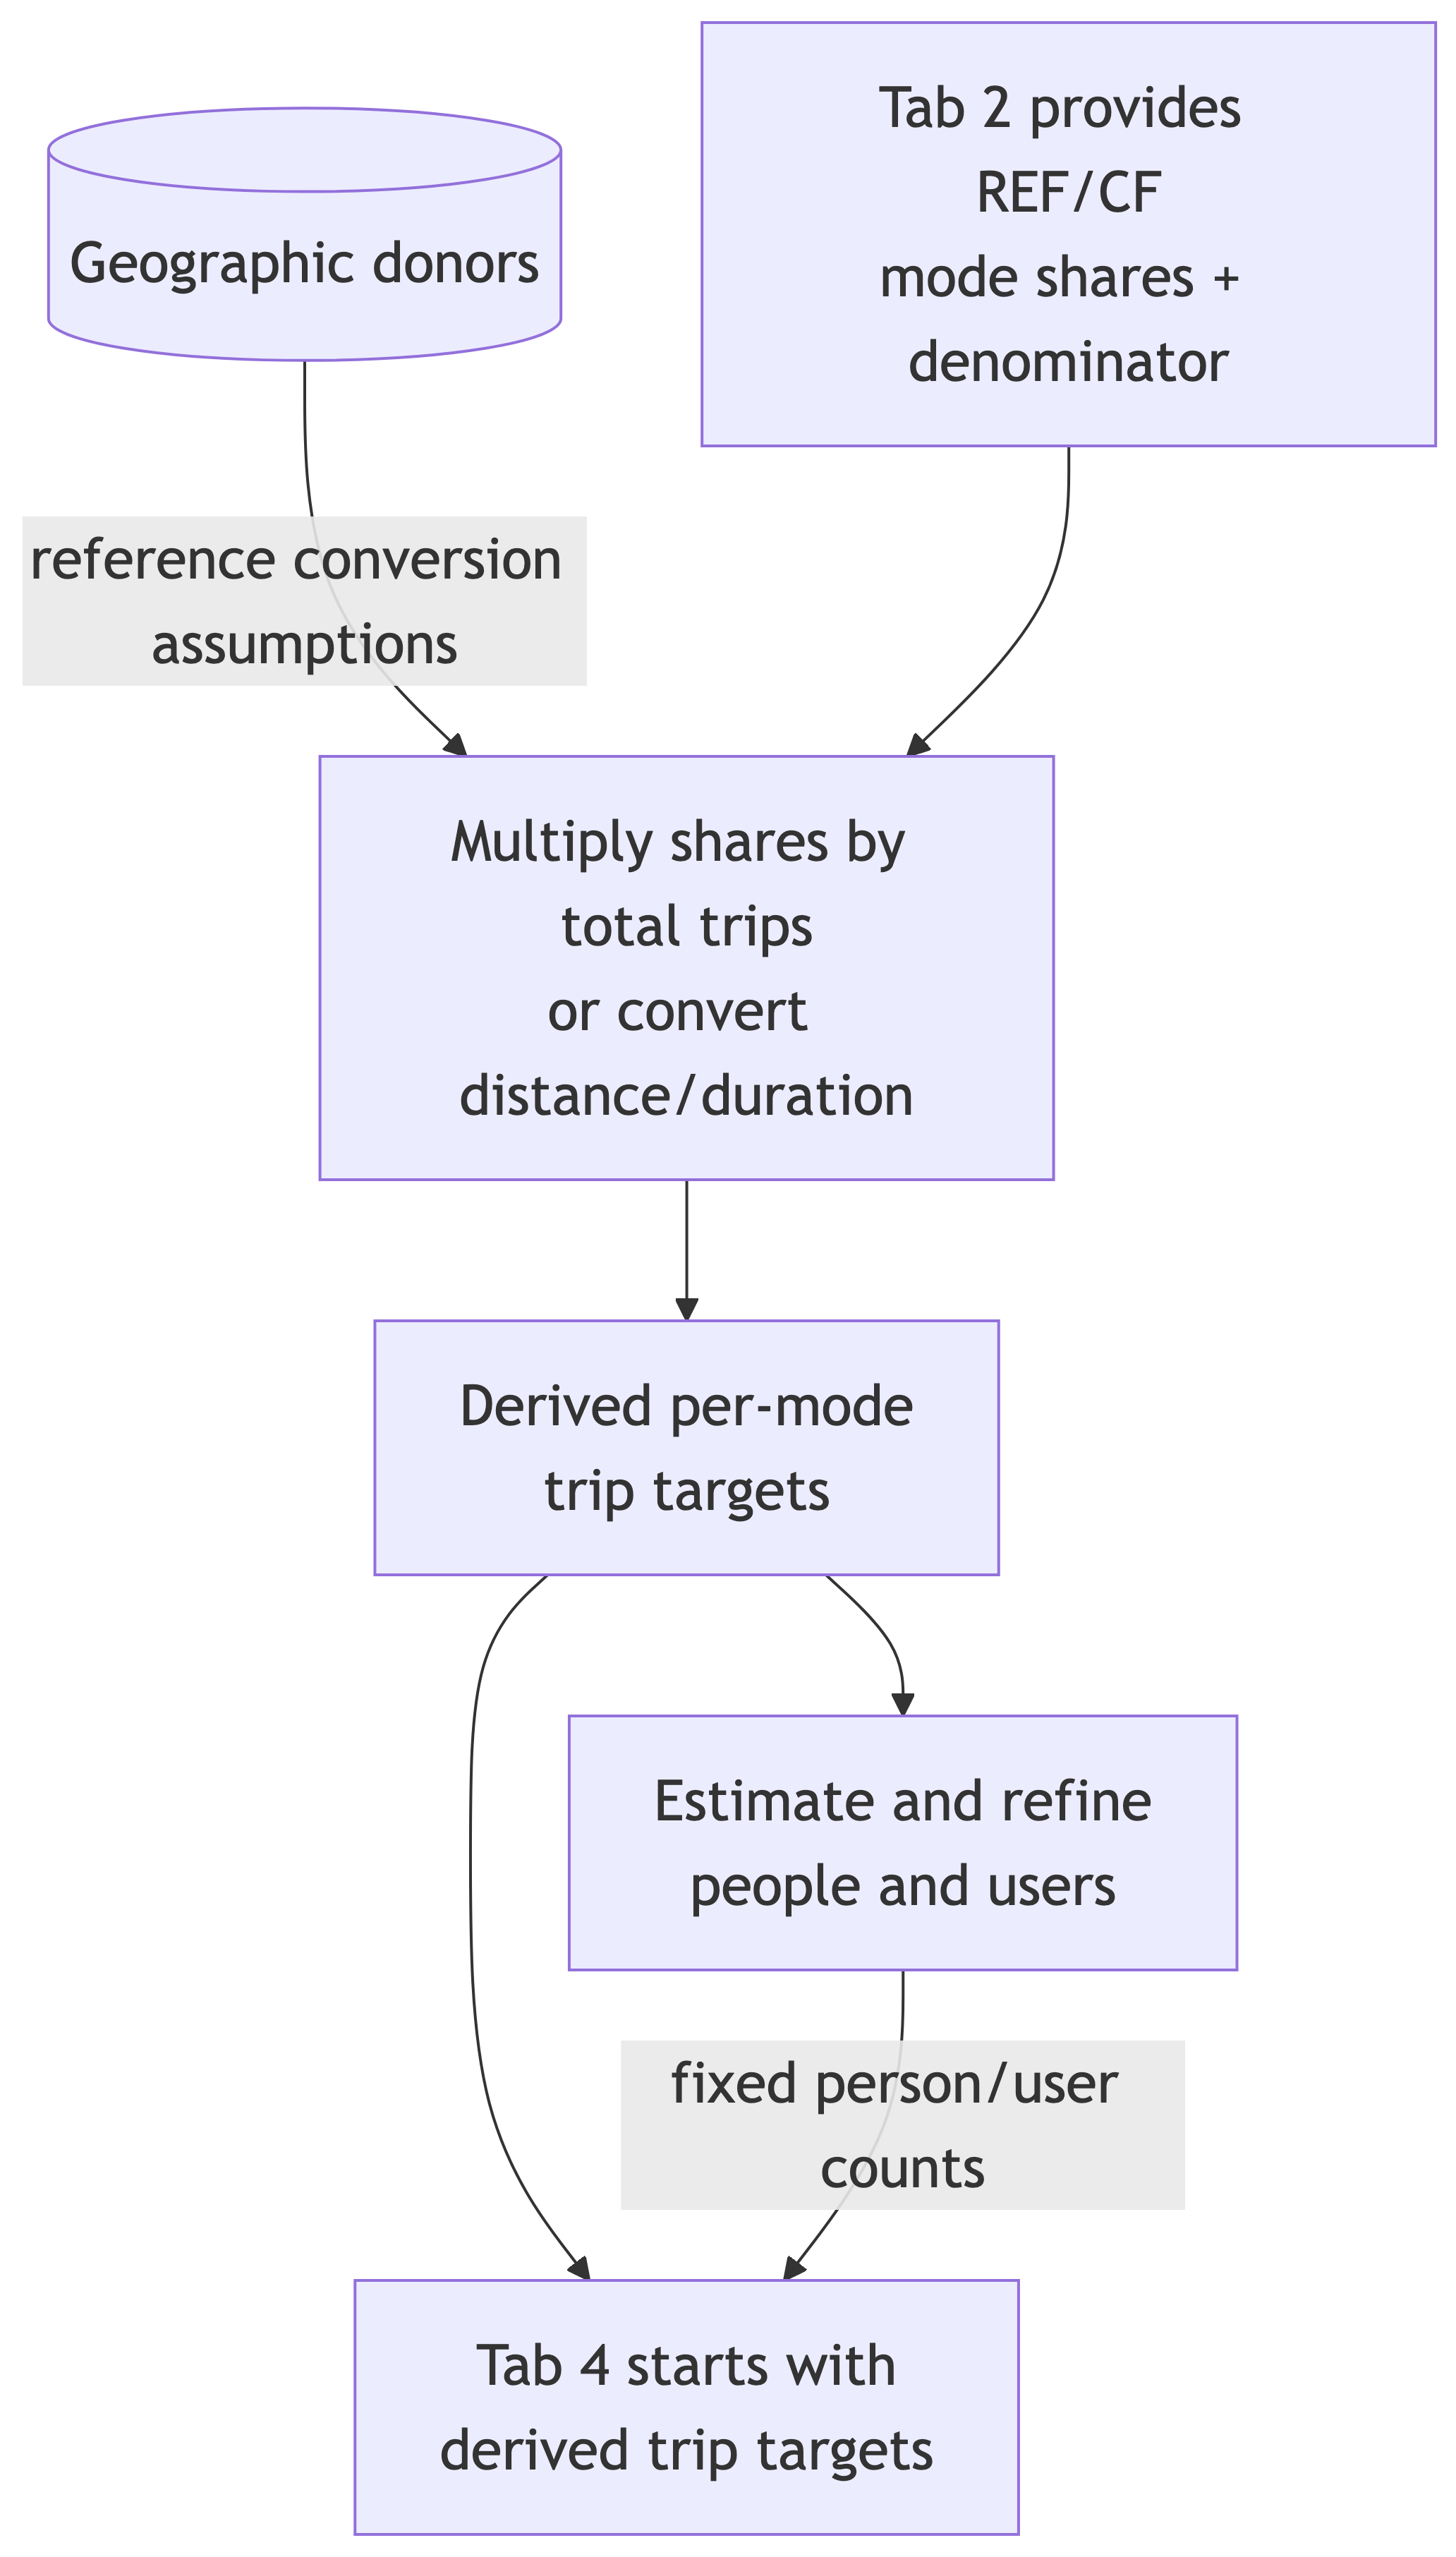 Tab 2 provides
REF/CF
mode shares +
denominator
Geographic donors
reference conversion
assumptions
Multiply shares by
total trips
or convert
distance/duration
Derived per-mode
trip targets
Estimate and refine
people and users
fixed person/user
counts
Tab 4 starts with
derived trip targets